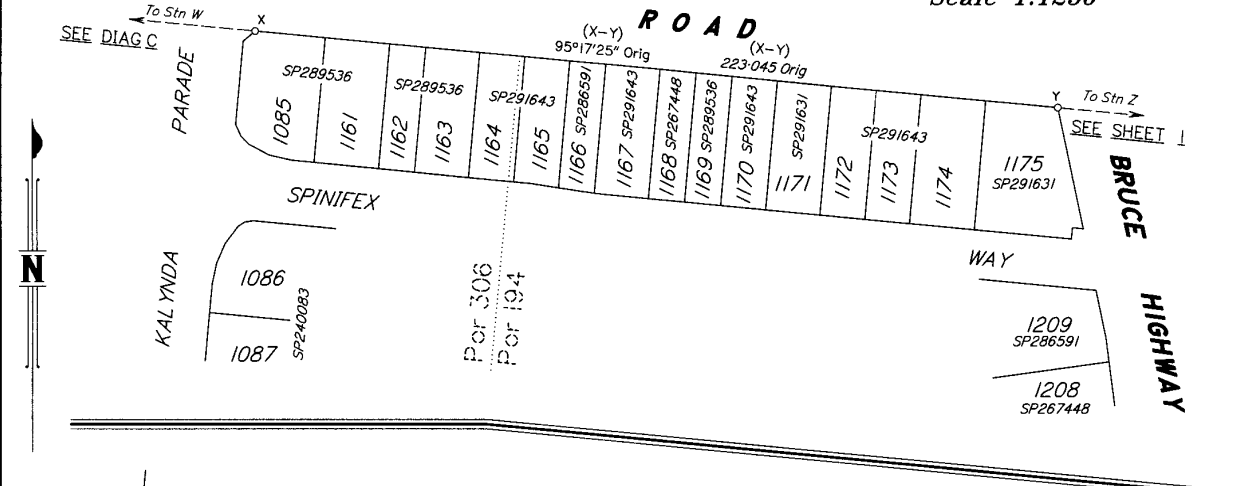 Scale 1:1250
To Stn W
X
ROAD
(X-Y)
95°17'25" Orig
(X-Y)
223·045 Orig
SEE DIAG C
PARADE
SP289536
1085
1161
SP289536
1162
1163
SP291643
1164
1165
1166 SP286591
1167 SP291643
1168 SP267448
1169 SP289536
1170 SP291643
1171
SP291631
SP291643
1172
1173
1174
1175
SP291631
Y
To Stn Z
SEE SHEET
BRUCE
HIGHWAY
SPINIFEX
WAY
KALYNDA
1086
SP240083
1087
Por 306
Por 194
N
1209
SP286591
1208
SP267448